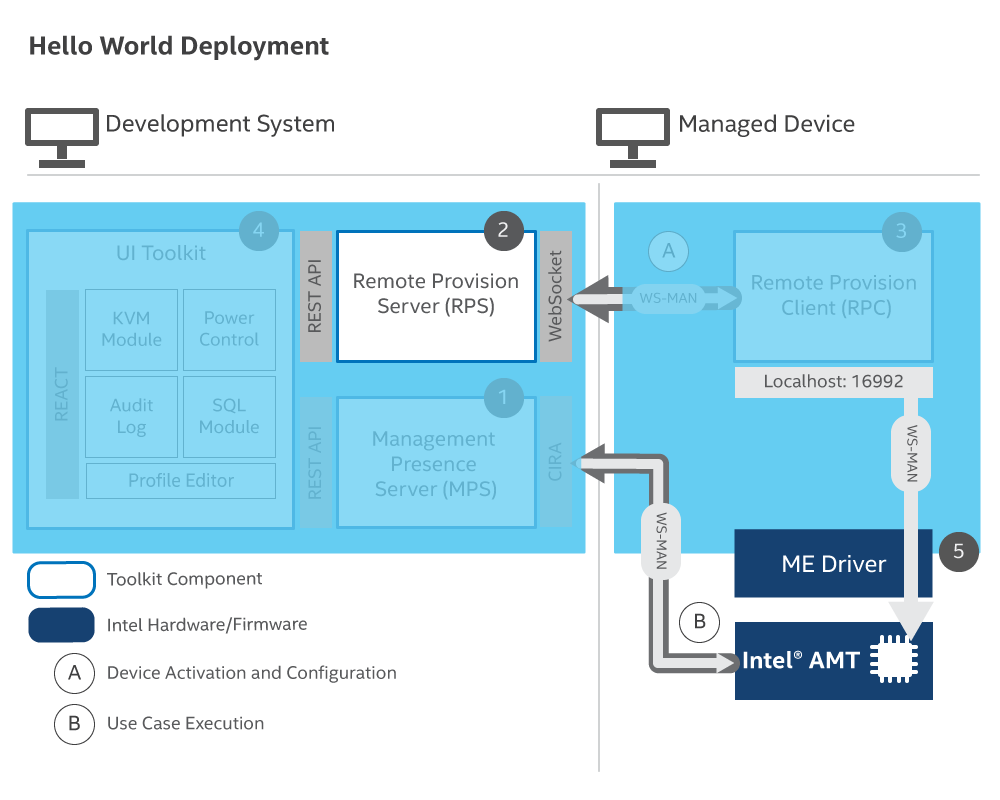 Hello World Deployment
Development System
Managed Device
4
UI Toolkit
REACT
KVM
Module
Power
Control
Audit
Log
SQL
Module
Profile Editor
REST API
2
Remote Provision
Server (RPS)
WebSocket
REST API
1
Management
Presence
Server (MPS)
CIRA
A
WS-MAN
3
Remote Provision
Client (RPC)
Localhost: 16992
WS-MAN
WS-MAN
B
ME Driver
5
Intel® AMT
Toolkit Component
Intel Hardware/Firmware
A Device Activation and Configuration
B Use Case Execution